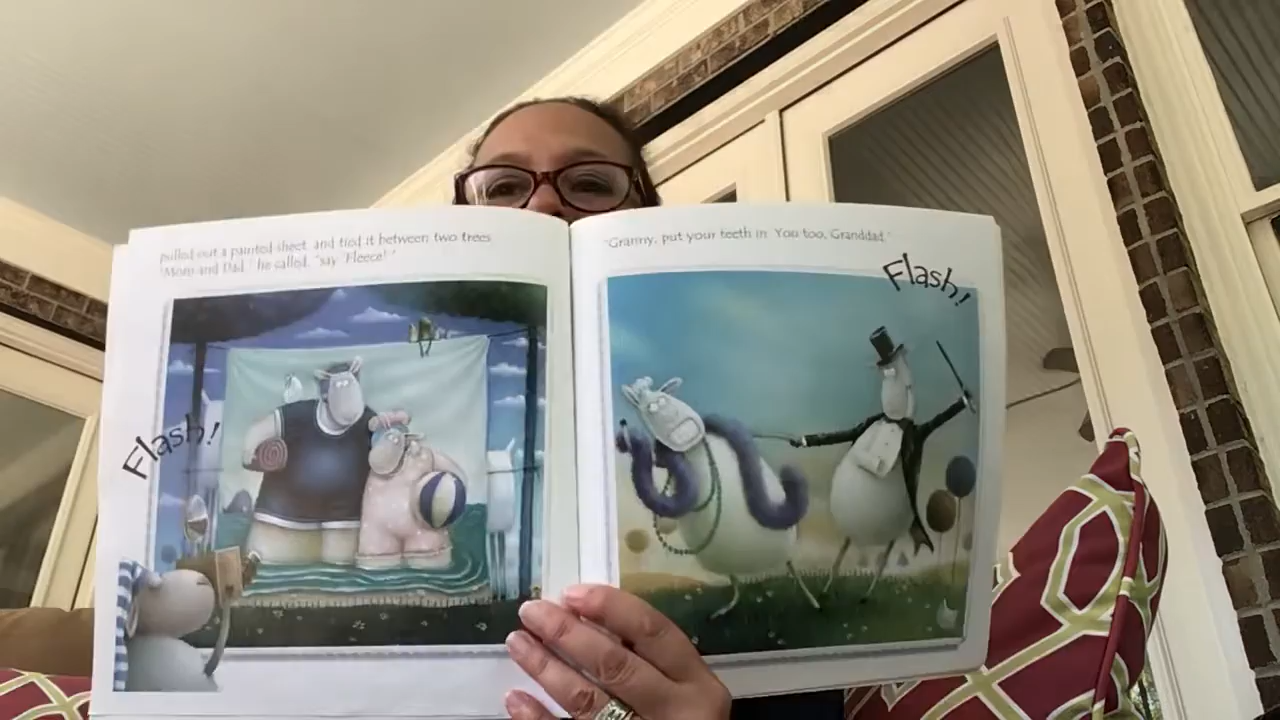 pulled out a painted sheet and tied it between two trees.
"Mom and Dad," he called, "say 'Fleece!'"
Flash!
"Granny, put your teeth in. You too, Granddad."
Flash!